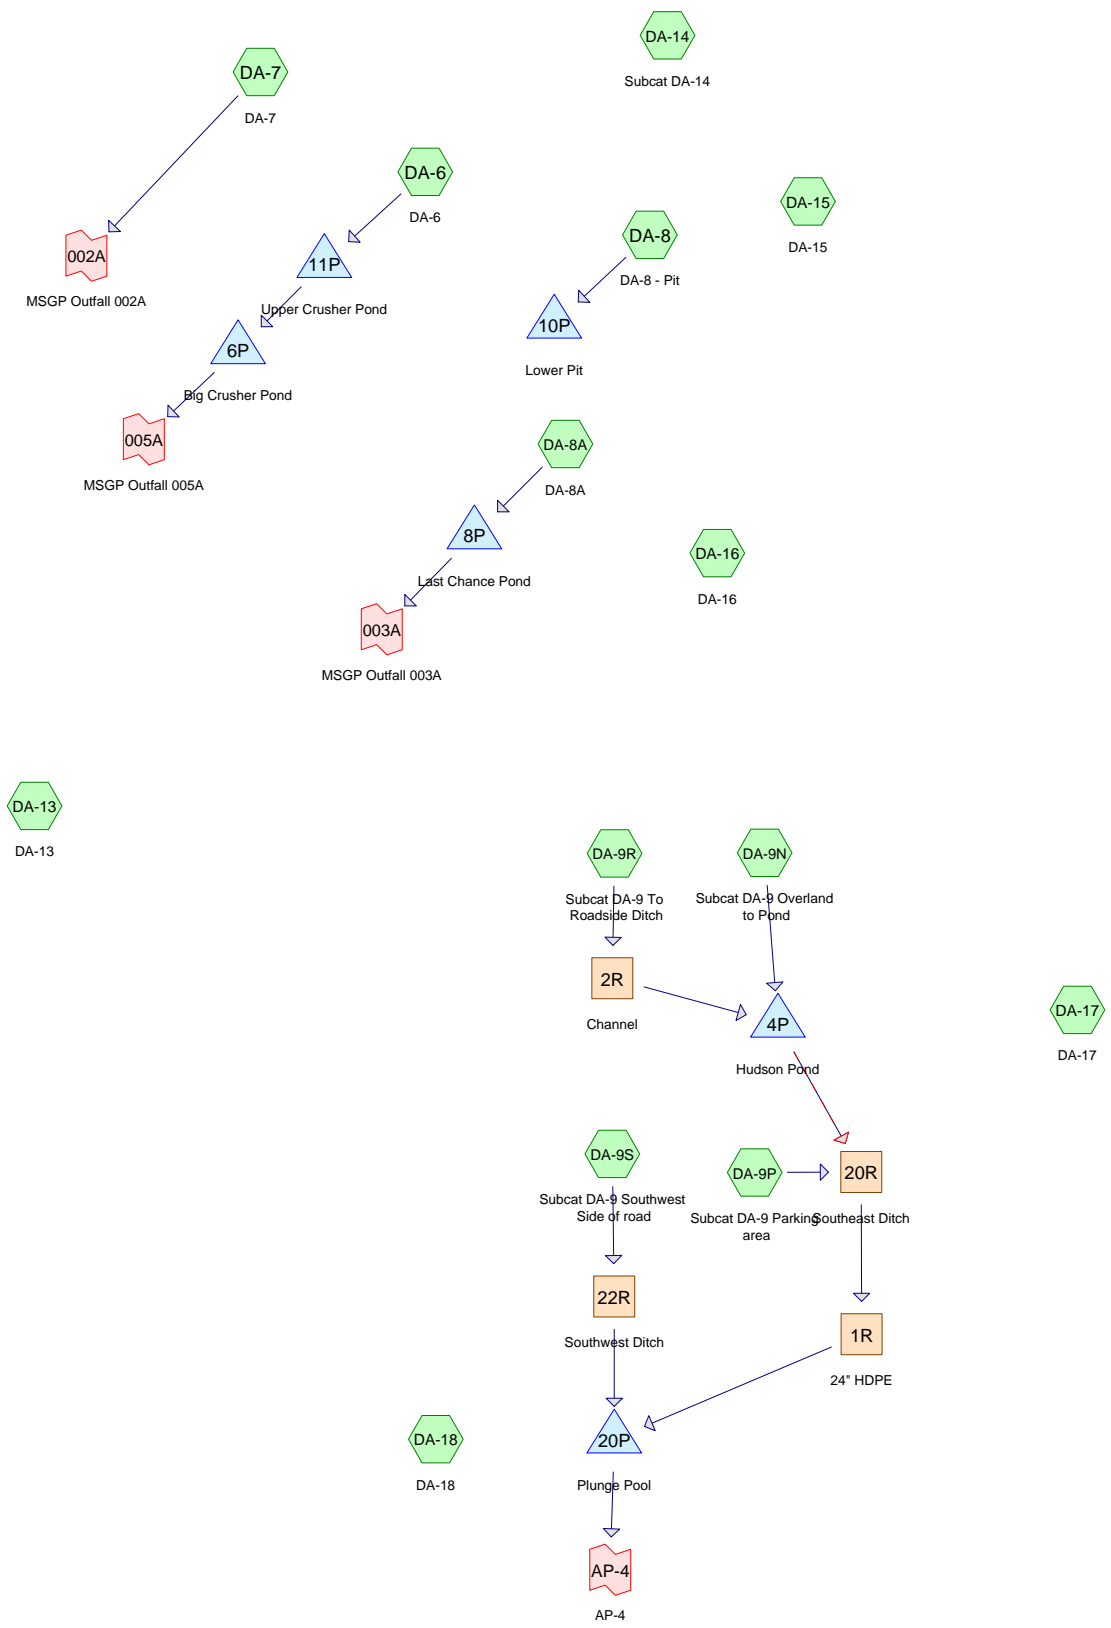 DA-14
Subcat DA-14
DA-7
DA-7
DA-6
DA-6
DA-15
DA-15
DA-8
DA-8 - Pit
002A
MSGP Outfall 002A
11P
Upper Crusher Pond
10P
Lower Pit
6P
Big Crusher Pond
005A
MSGP Outfall 005A
DA-8A
DA-8A
8P
Last Chance Pond
DA-16
DA-16
003A
MSGP Outfall 003A
DA-13
DA-13
DA-9R
Subcat DA-9 To
Roadside Ditch
DA-9N
Subcat DA-9 Overland
to Pond
2R
Channel
4P
Hudson Pond
DA-17
DA-17
DA-9S
Subcat DA-9 Southwest
Side of road
DA-9P
Subcat DA-9 Parking
area
20R
Southeast Ditch
22R
Southwest Ditch
1R
24" HDPE
DA-18
DA-18
20P
Plunge Pool
AP-4
AP-4